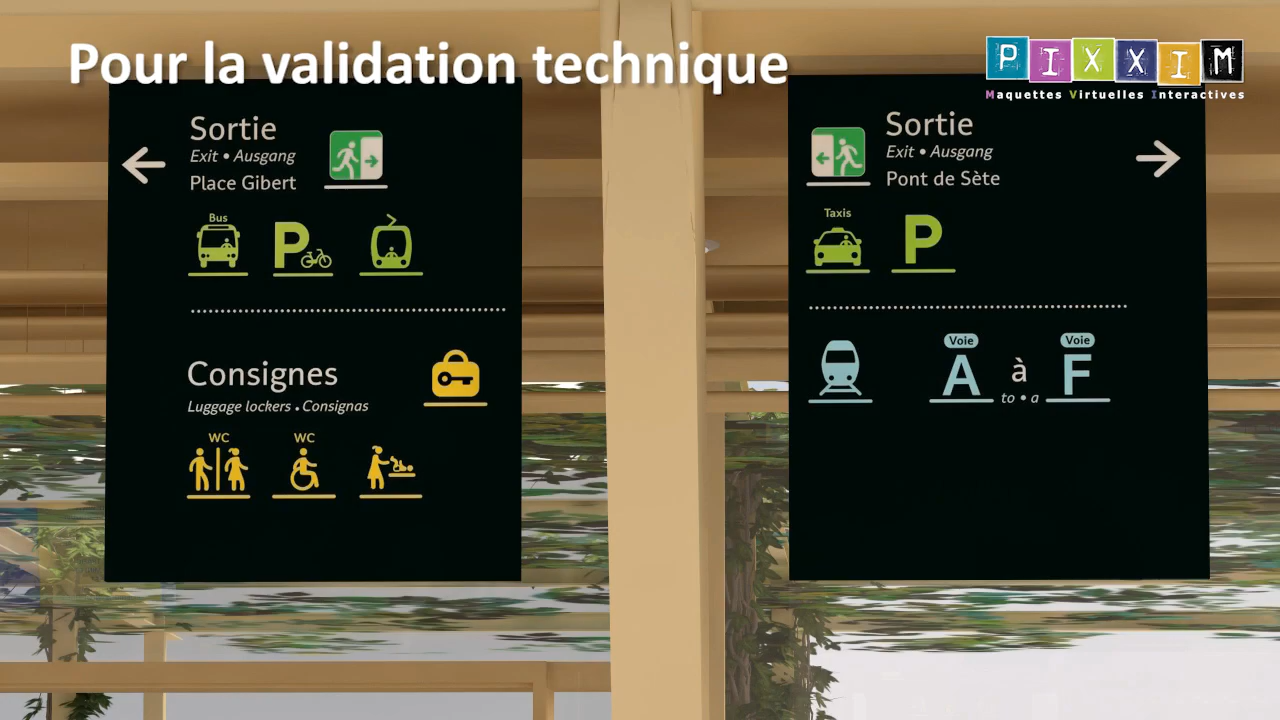 Pour la validation technique
PIXXIM
Maquettes Virtuelles Interactives
Sortie
Exit • Ausgang
Place Gibert
Bus
P
Consignes
Luggage lockers • Consignas
WC WC
Sortie
Exit • Ausgang
Pont de Sète
Taxis
P
Voie Voie
A à F
to • a